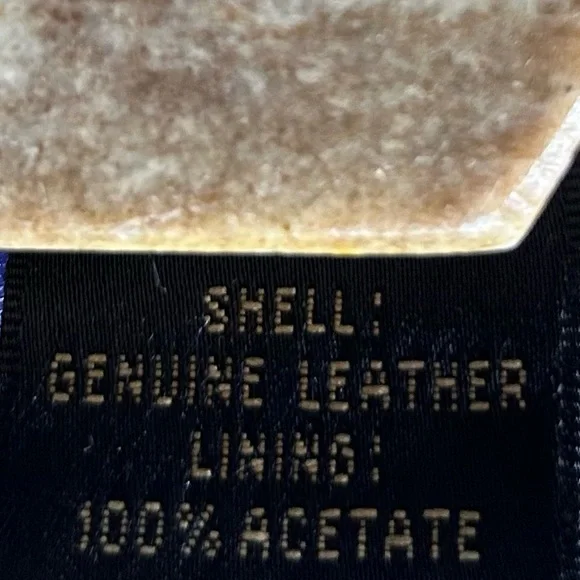 SHELL:
GENUINE LEATHER
LINING:
100% ACETATE